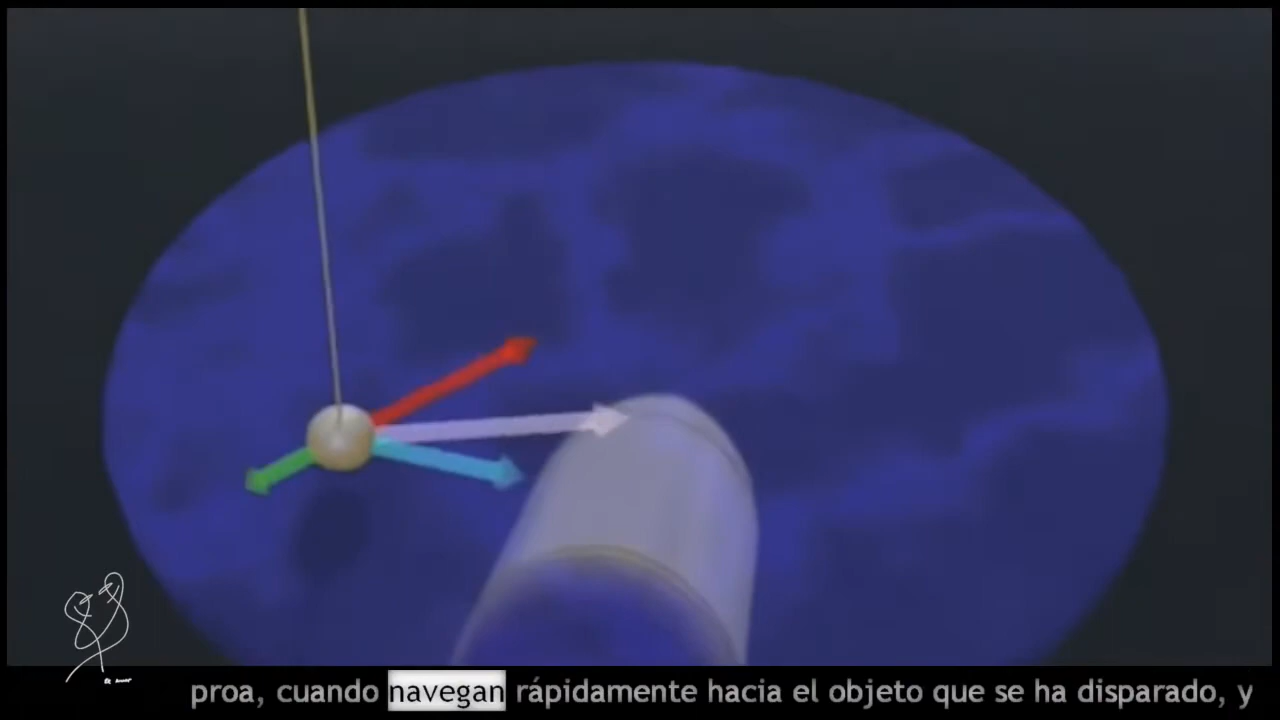 proa, cuando navegan rápidamente hacia el objeto que se ha disparado, y